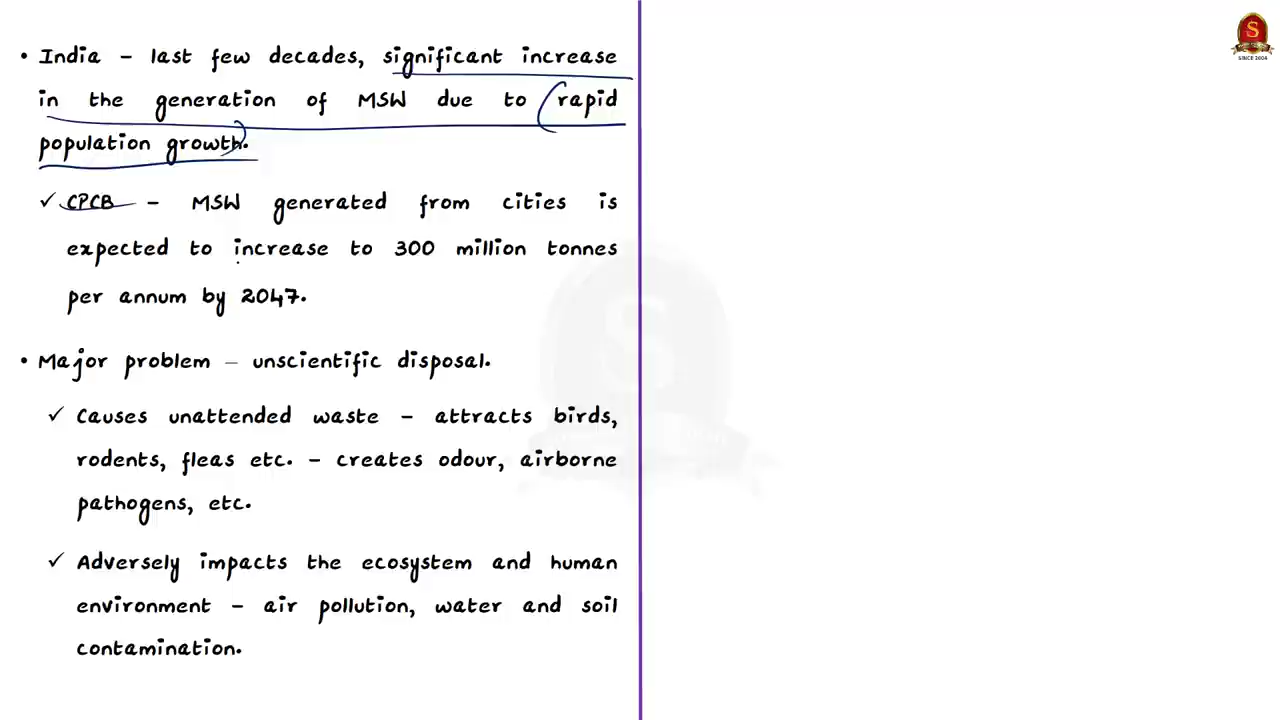 • India - last few decades, significant increase
in the generation of MSW due to rapid
population growth.
✓ CPCB - MSW generated from cities is
expected to increase to 300 million tonnes
per annum by 2047.
• Major problem - unscientific disposal.
✓ Causes unattended waste - attracts birds,
rodents, fleas etc. - creates odour, airborne
pathogens, etc.
✓ Adversely impacts the ecosystem and human
environment - air pollution, water and soil
contamination.
S
SINCE 2004